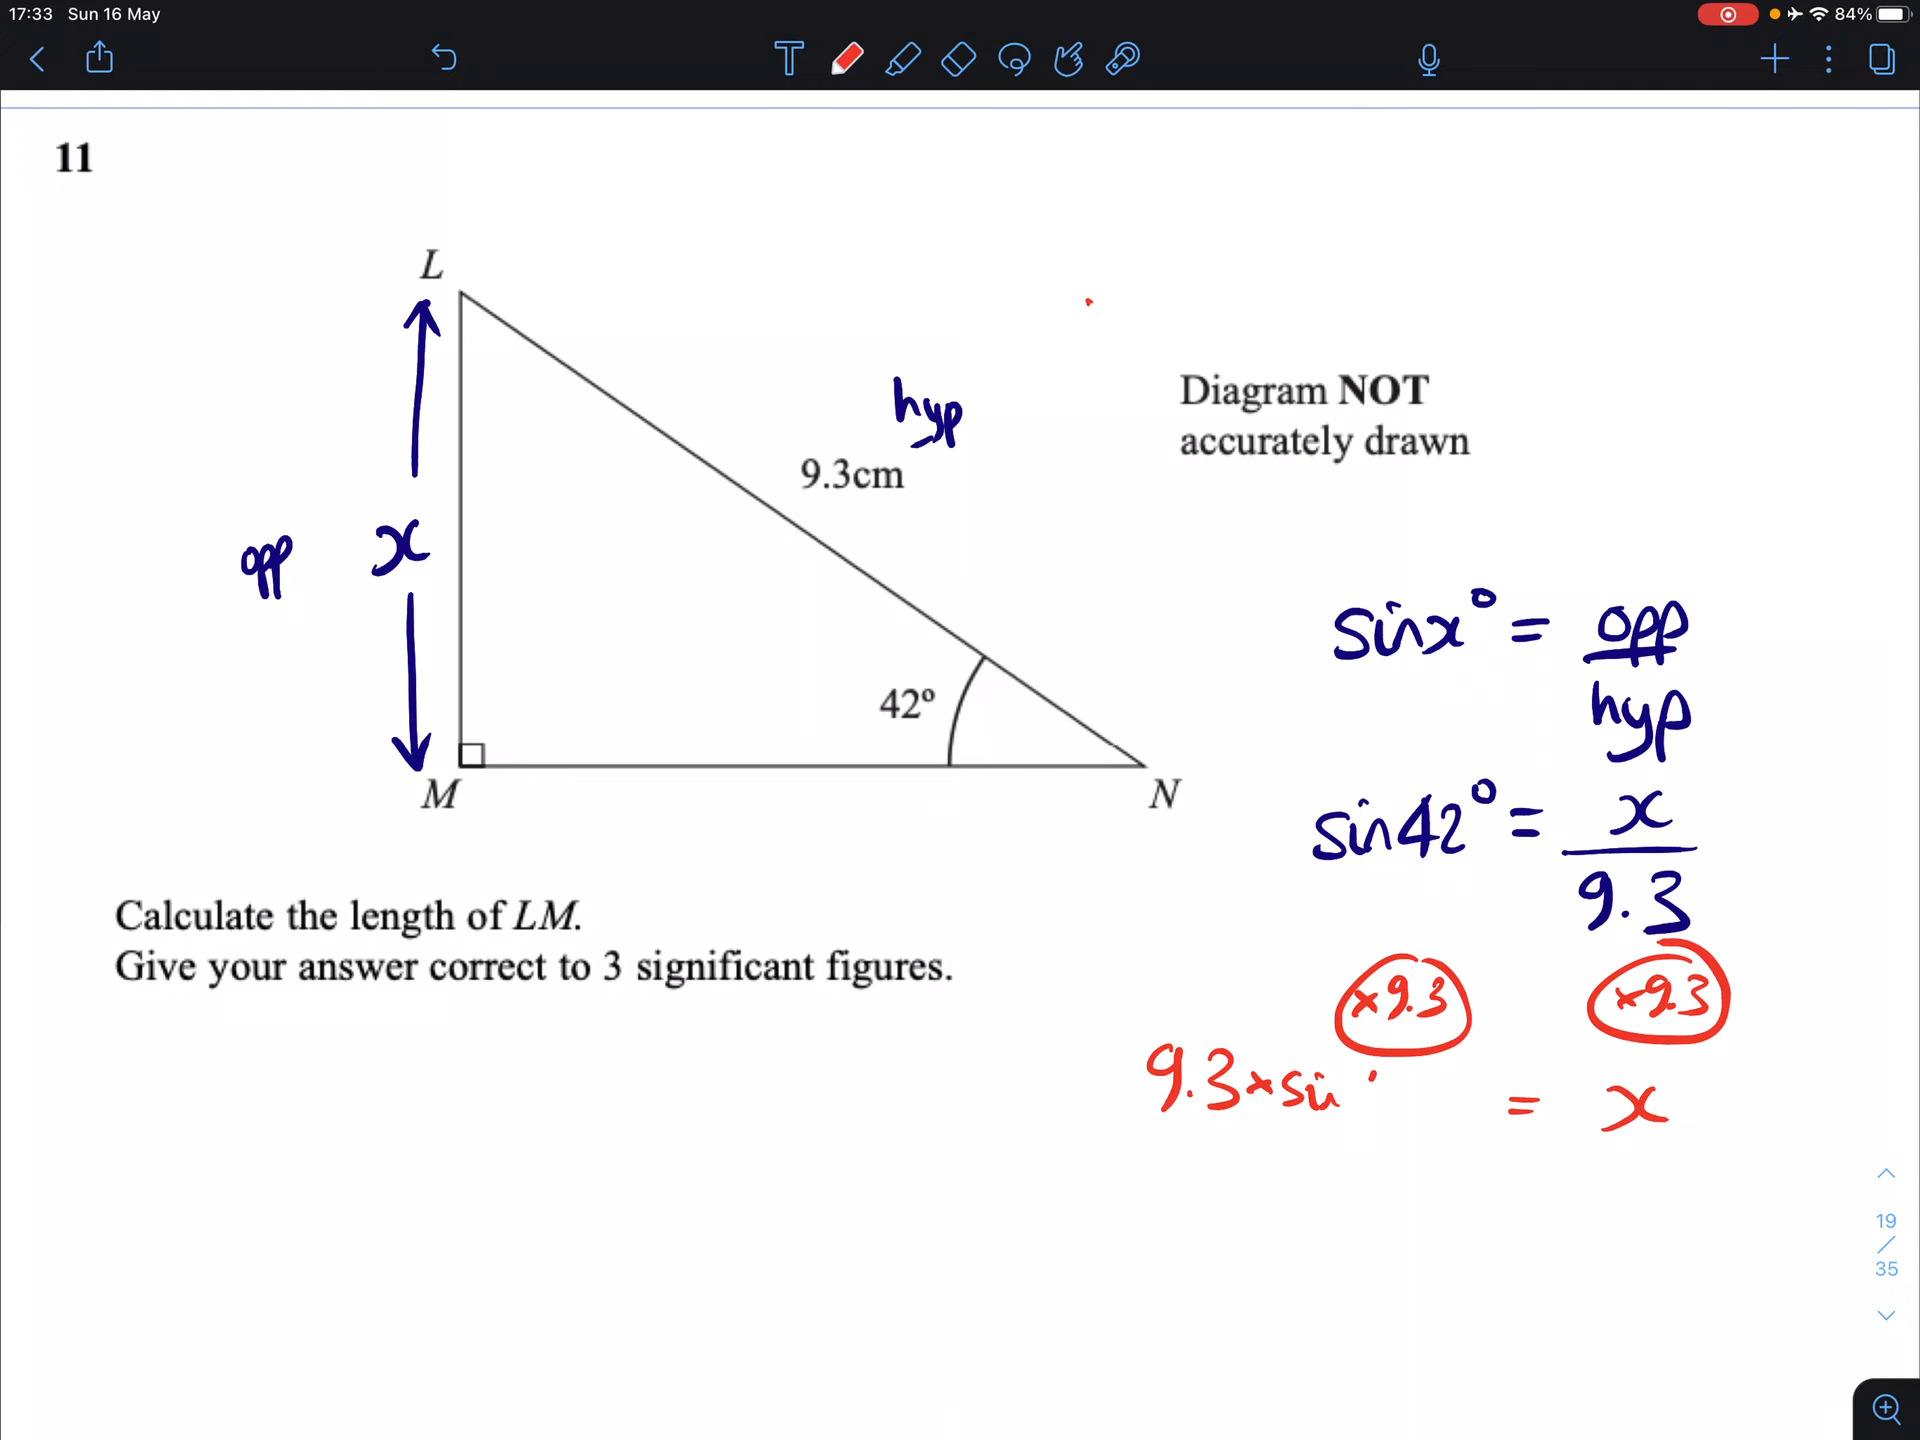 17:33 Sun 16 May
84%
11
L
hyp
9.3cm
Diagram NOT
accurately drawn
opp
x
42°
M
N
sinx° = opp
hyp
sin42° = x
9.3
Calculate the length of LM.
Give your answer correct to 3 significant figures.
×9.3 ×9.3
9.3×sin = x
19
/
35